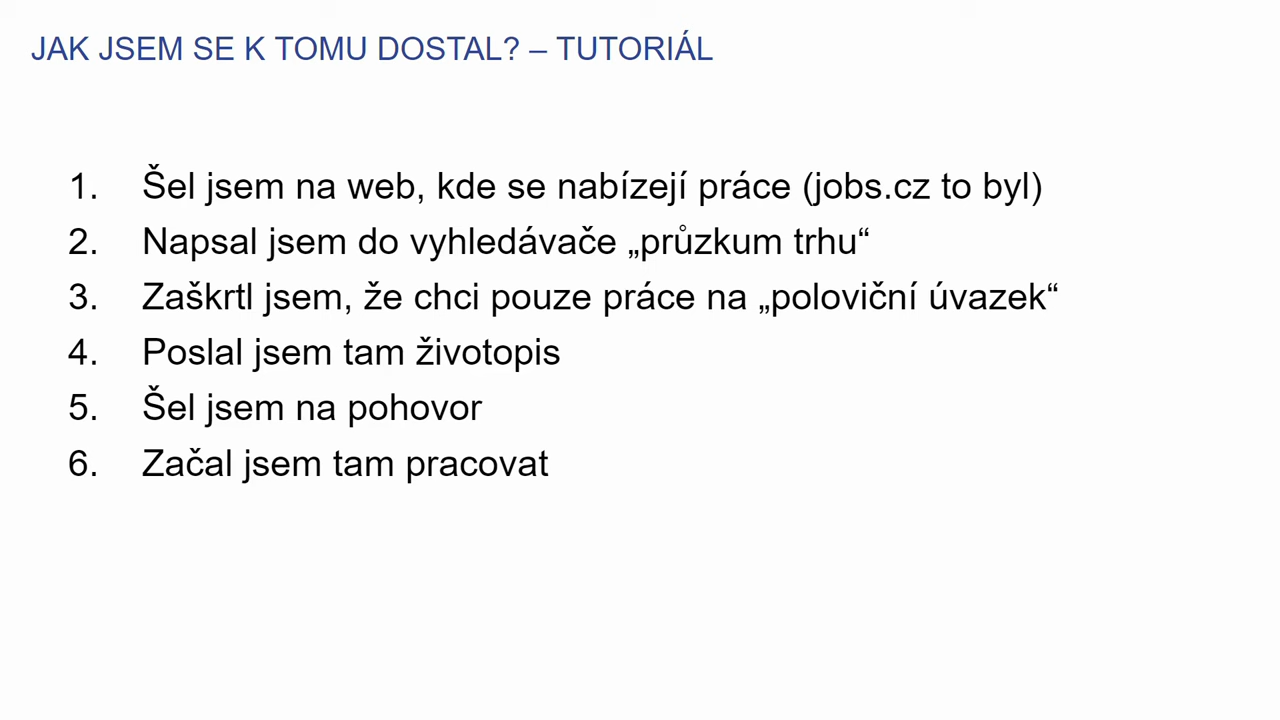 JAK JSEM SE K TOMU DOSTAL? – TUTORIÁL
1. Šel jsem na web, kde se nabízejí práce (jobs.cz to byl)
2. Napsal jsem do vyhledávače „průzkum trhu“
3. Zaškrtl jsem, že chci pouze práce na „poloviční úvazek“
4. Poslal jsem tam životopis
5. Šel jsem na pohovor
6. Začal jsem tam pracovat